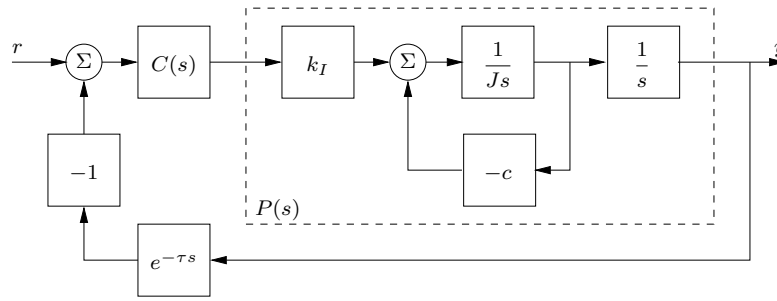 r
Σ
C(s)
k_I
Σ
1
Js
1
s
-1
-c
P(s)
e^{-τs}